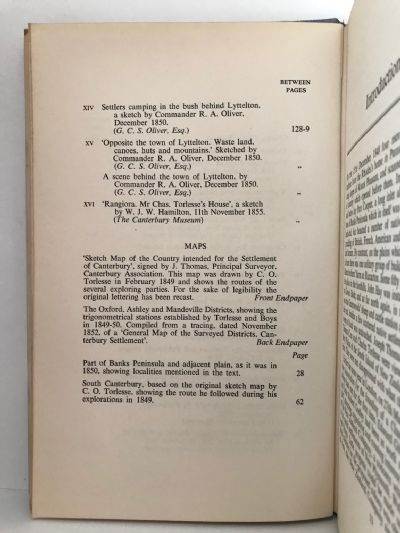 BETWEEN
PAGES
XIV Settlers camping in the bush behind Lyttelton,
a sketch by Commander R. A. Oliver,
December 1850.
(G. C. S. Oliver, Esq.) 128-9
XV ‘Opposite the town of Lyttelton. Waste land,
canoes, huts and mountains.’ Sketched by
Commander R. A. Oliver, December 1850.
(G. C. S. Oliver, Esq.) „
A scene behind the town of Lyttelton, by
Commander R. A. Oliver, December 1850.
(G. C. S. Oliver, Esq.) „
XVI ‘Rangiora. Mr Chas. Torlesse’s House’, a sketch
by W. J. W. Hamilton, 11th November 1855.
(The Canterbury Museum) „
MAPS
‘Sketch Map of the Country intended for the Settlement
of Canterbury’, signed by J. Thomas, Principal Surveyor,
Canterbury Association. This map was drawn by C. O.
Torlesse in February 1849 and shows the routes of the
several exploring parties. For the sake of legibility the
original lettering has been recast. Front Endpaper
The Oxford, Ashley and Mandeville Districts, showing the
trigonometrical stations established by Torlesse and Boys
in 1849-50. Compiled from a tracing, dated November
1852, of a ‘General Map of the Surveyed Districts, Can-
terbury Settlement’. Back Endpaper
Page
Part of Banks Peninsula and adjacent plain, as it was in
1850, showing localities mentioned in the text. 28
South Canterbury, based on the original sketch map by
C. O. Torlesse, showing the route he followed during his
explorations in 1849. 62
Introduction